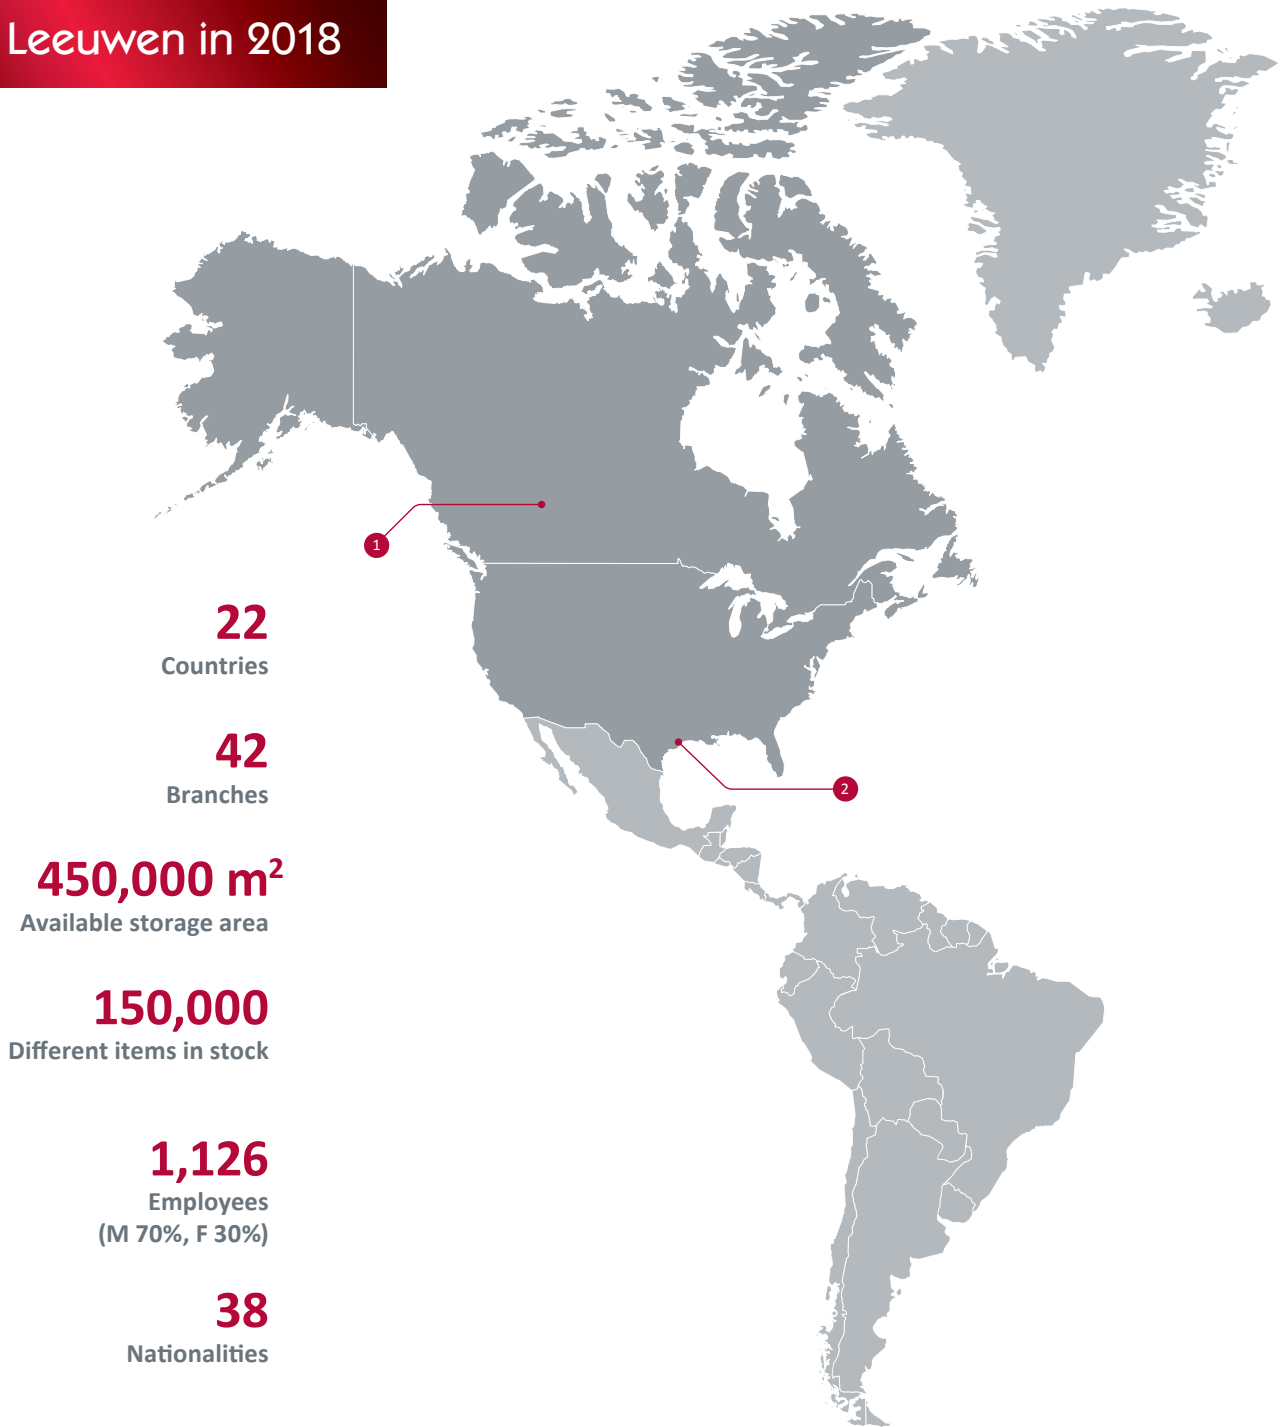 Leeuwen in 2018
1
22
Countries
42
Branches
2
450,000 m²
Available storage area
150,000
Different items in stock
1,126
Employees
(M 70%, F 30%)
38
Nationalities